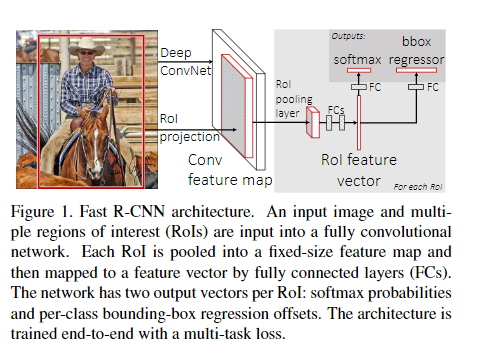 Outputs:
bbox
softmax regressor
Deep
ConvNet
FC
FC
RoI
pooling
layer
FCs
RoI
projection
Conv
feature map
RoI feature
vector
For each RoI
Figure 1. Fast R-CNN architecture. An input image and multi-
ple regions of interest (RoIs) are input into a fully convolutional
network. Each RoI is pooled into a fixed-size feature map and
then mapped to a feature vector by fully connected layers (FCs).
The network has two output vectors per RoI: softmax probabilities
and per-class bounding-box regression offsets. The architecture is
trained end-to-end with a multi-task loss.